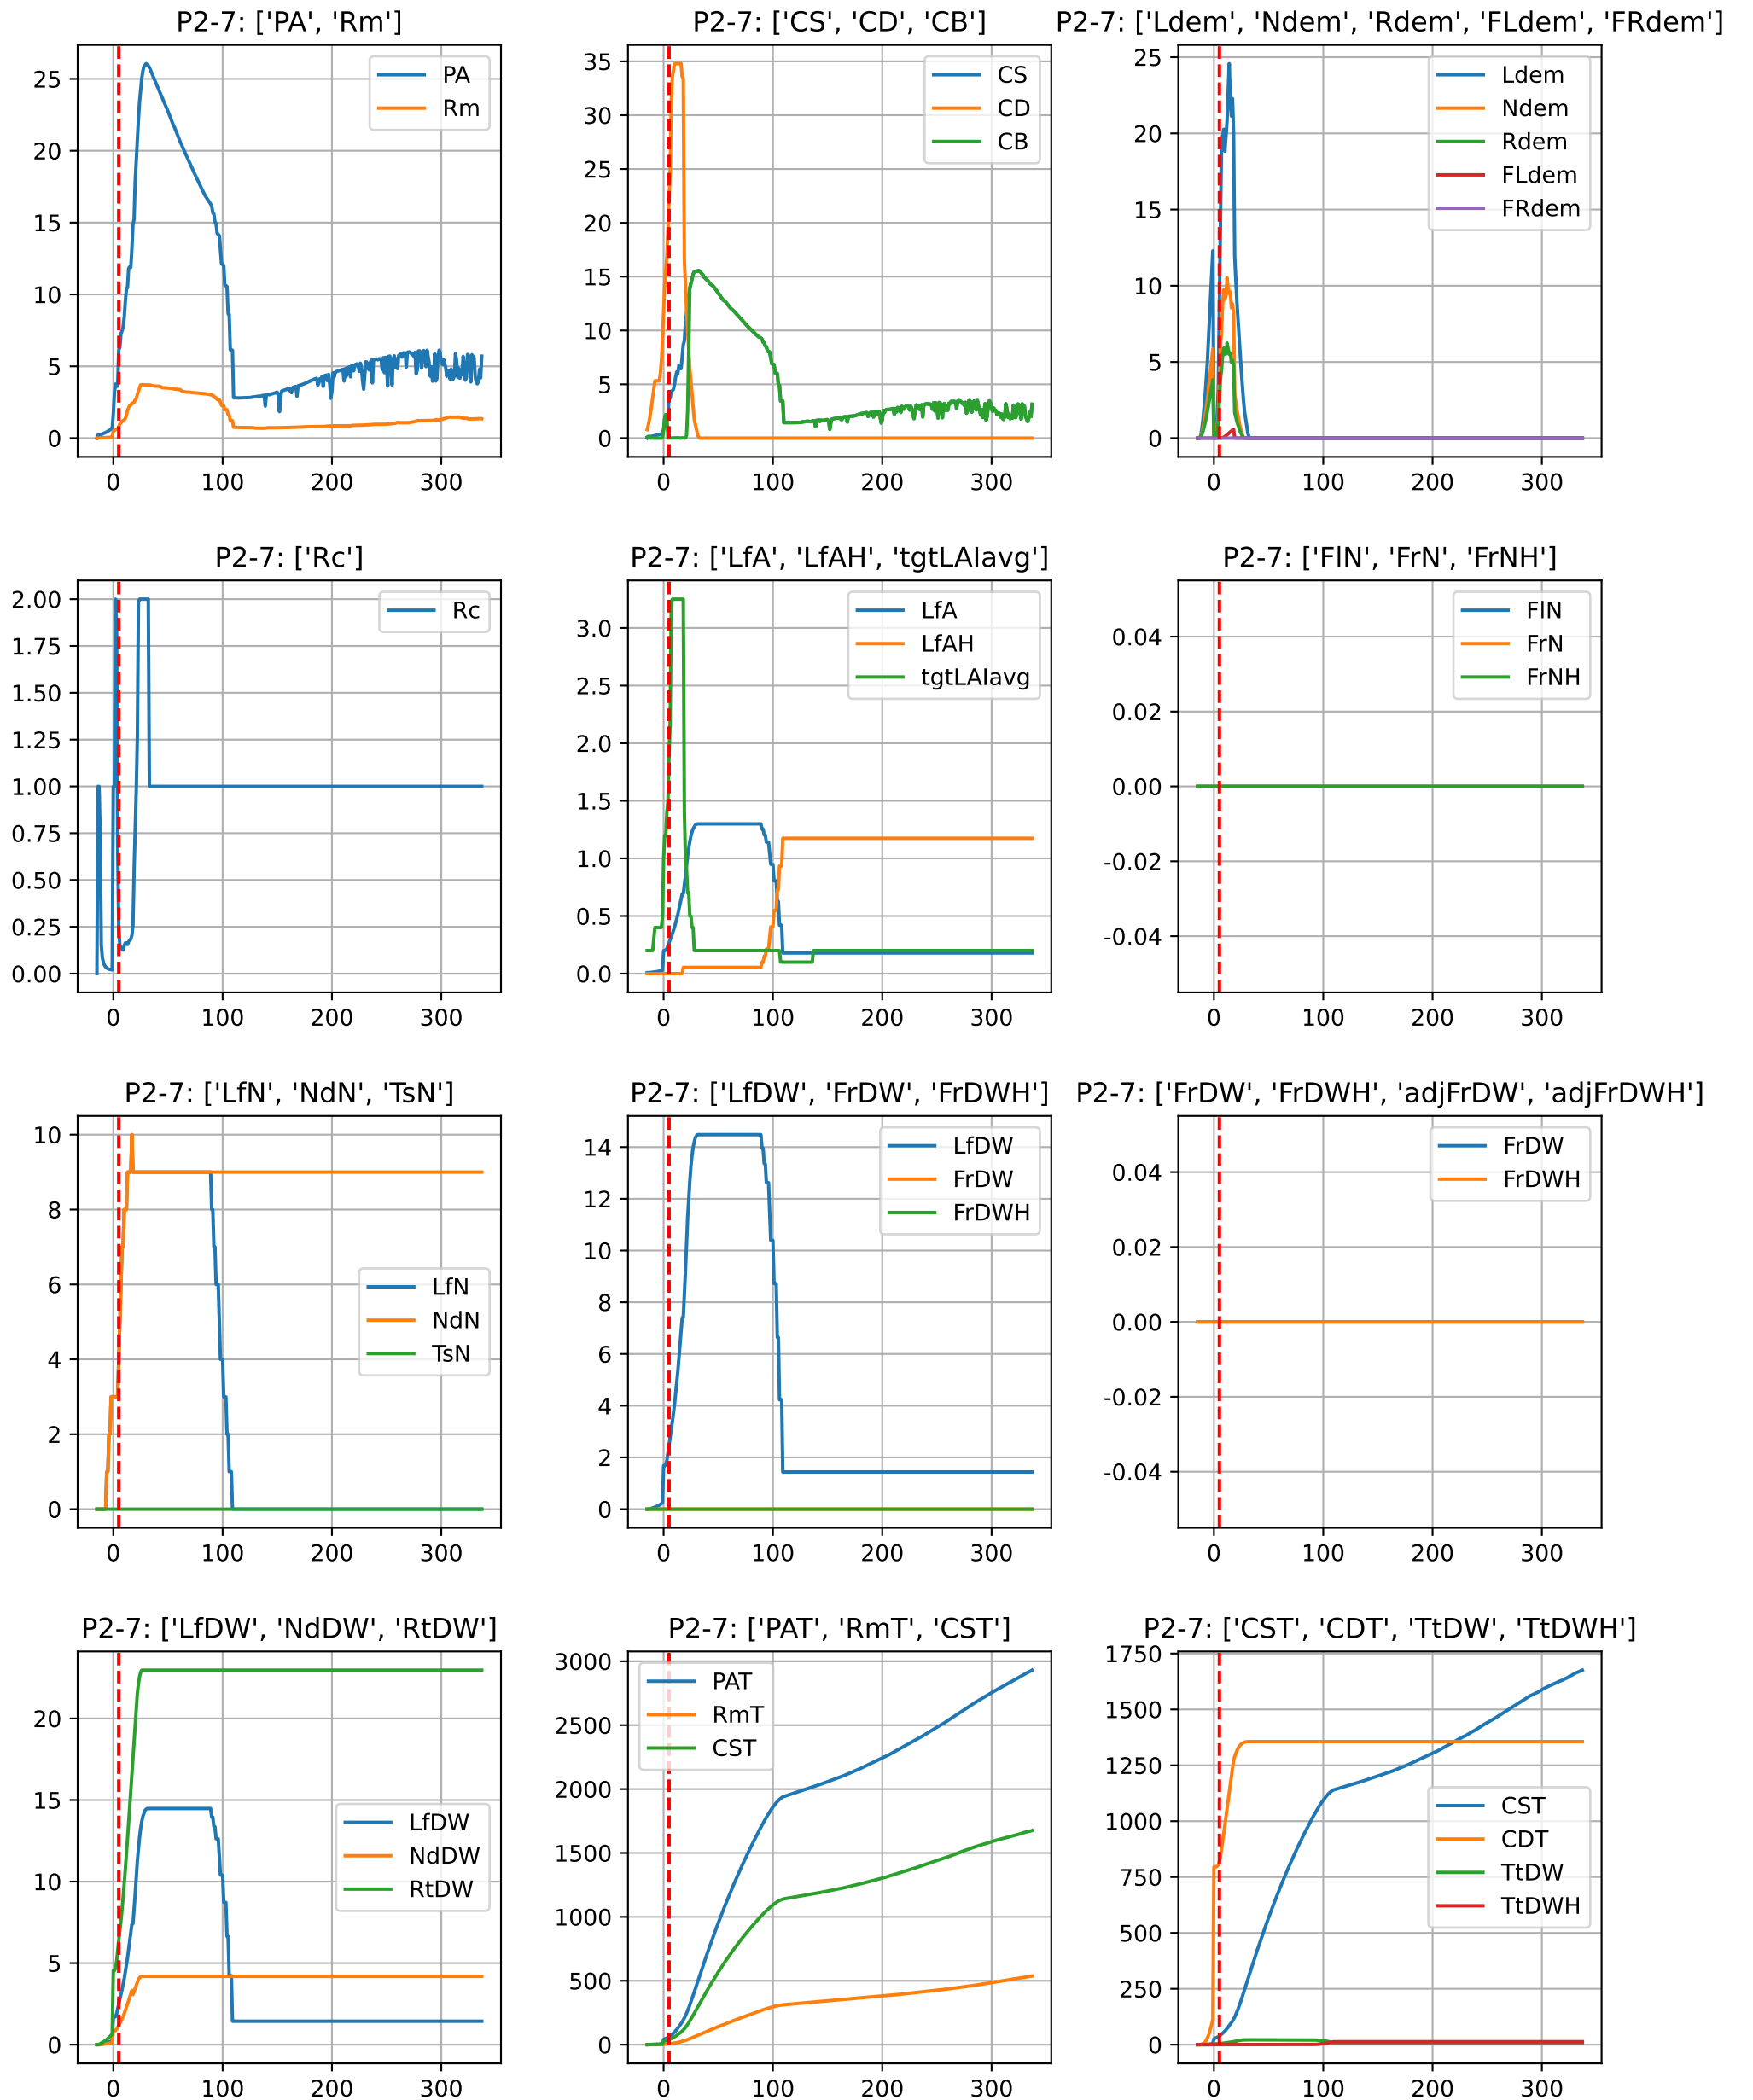 P2-7: ['PA', 'Rm']
25
20
15
10
5
0
0 100 200 300
PA
Rm
P2-7: ['CS', 'CD', 'CB']
35
30
25
20
15
10
5
0
0 100 200 300
CS
CD
CB
P2-7: ['Ldem', 'Ndem', 'Rdem', 'FLdem', 'FRdem']
25
20
15
10
5
0
0 100 200 300
Ldem
Ndem
Rdem
FLdem
FRdem
P2-7: ['Rc']
2.00
1.75
1.50
1.25
1.00
0.75
0.50
0.25
0.00
0 100 200 300
Rc
P2-7: ['LfA', 'LfAH', 'tgtLAIavg']
3.0
2.5
2.0
1.5
1.0
0.5
0.0
0 100 200 300
LfA
LfAH
tgtLAIavg
P2-7: ['FlN', 'FrN', 'FrNH']
0.04
0.02
0.00
-0.02
-0.04
0 100 200 300
FlN
FrN
FrNH
P2-7: ['LfN', 'NdN', 'TsN']
10
8
6
4
2
0
0 100 200 300
LfN
NdN
TsN
P2-7: ['LfDW', 'FrDW', 'FrDWH']
14
12
10
8
6
4
2
0
0 100 200 300
LfDW
FrDW
FrDWH
P2-7: ['FrDW', 'FrDWH', 'adjFrDW', 'adjFrDWH']
0.04
0.02
0.00
-0.02
-0.04
0 100 200 300
FrDW
FrDWH
P2-7: ['LfDW', 'NdDW', 'RtDW']
20
15
10
5
0
0 100 200 300
LfDW
NdDW
RtDW
P2-7: ['PAT', 'RmT', 'CST']
3000
2500
2000
1500
1000
500
0
0 100 200 300
PAT
RmT
CST
P2-7: ['CST', 'CDT', 'TtDW', 'TtDWH']
1750
1500
1250
1000
750
500
250
0
0 100 200 300
CST
CDT
TtDW
TtDWH